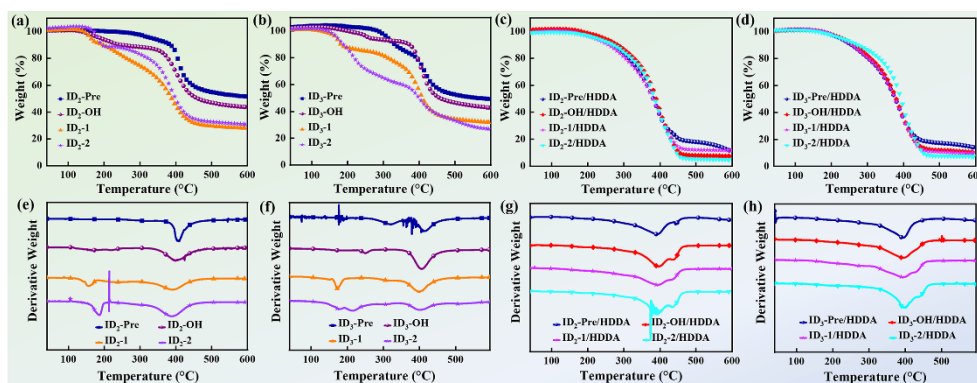 (a)
Weight (%)
100
80
60
40
20
0
ID₂-Pre
ID₂-OH
ID₂-1
ID₂-2
100 200 300 400 500 600
Temperature (°C)
(b)
Weight (%)
100
80
60
40
20
0
ID₃-Pre
ID₃-OH
ID₃-1
ID₃-2
100 200 300 400 500 600
Temperature (°C)
(c)
Weight (%)
100
80
60
40
20
0
ID₂-Pre/HDDA
ID₂-OH/HDDA
ID₂-1/HDDA
ID₂-2/HDDA
100 200 300 400 500 600
Temperature (°C)
(d)
Weight (%)
100
80
60
40
20
0
ID₃-Pre/HDDA
ID₃-OH/HDDA
ID₃-1/HDDA
ID₃-2/HDDA
100 200 300 400 500 600
Temperature (°C)
(e)
Derivative Weight
ID₂-Pre ID₂-OH
ID₂-1 ID₂-2
100 200 300 400 500 600
Temperature (°C)
(f)
Derivative Weight
ID₃-Pre ID₃-OH
ID₃-1 ID₃-2
100 200 300 400 500
Temperature (°C)
(g)
Derivative Weight
ID₂-Pre/HDDA ID₂-OH/HDDA
ID₂-1/HDDA ID₂-2/HDDA
100 200 300 400 500 600
Temperature (°C)
(h)
Derivative Weight
ID₃-Pre/HDDA ID₃-OH/HDDA
ID₃-1/HDDA ID₃-2/HDDA
100 200 300 400 500
Temperature (°C)